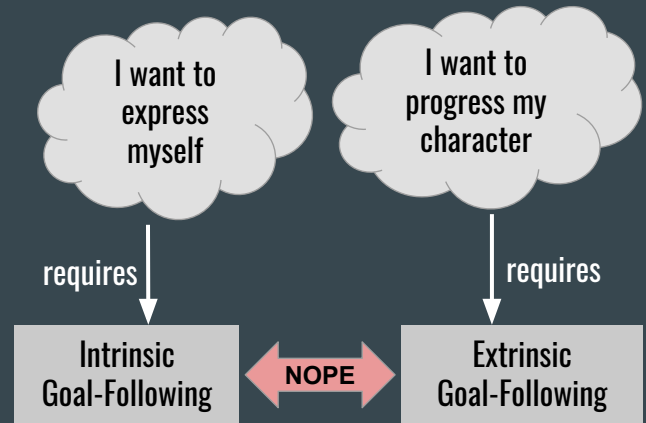 I want to
express
myself
I want to
progress my
character
requires
requires
Intrinsic
Goal-Following
NOPE
Extrinsic
Goal-Following